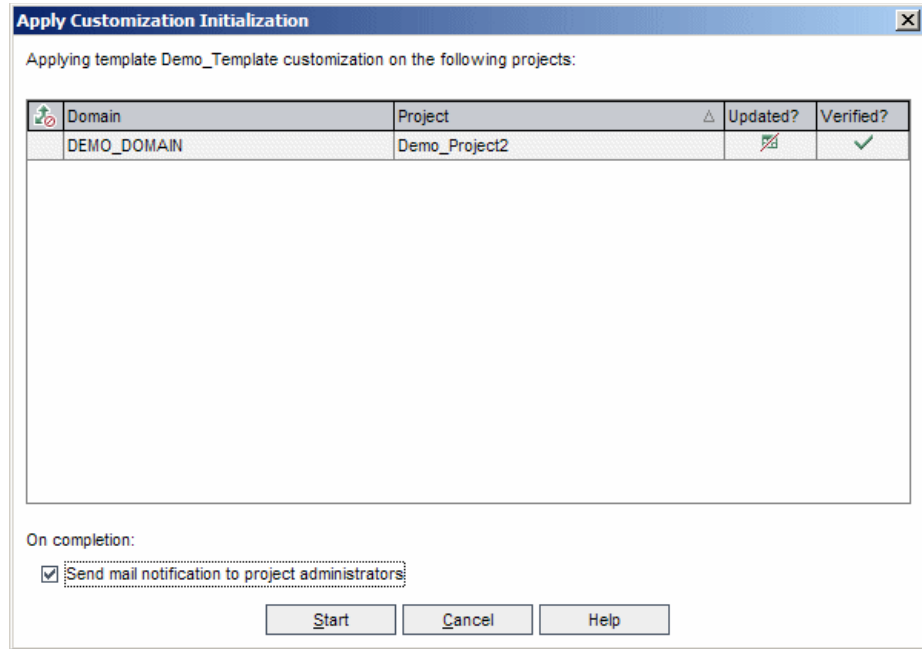 Apply Customization Initialization
Applying template Demo_Template customization on the following projects:
Domain Project Updated? Verified?
DEMO_DOMAIN Demo_Project2
On completion:
Send mail notification to project administrators
Start Cancel Help